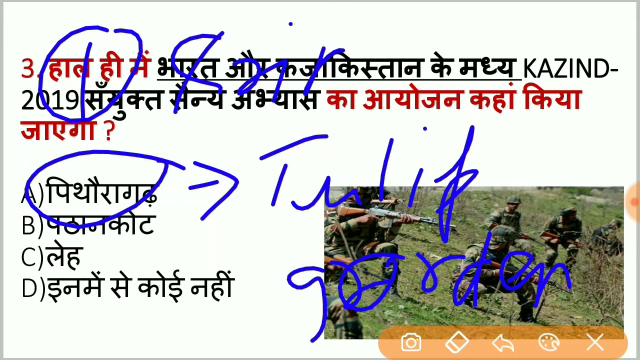 3. हाल ही में भारत और कजाकिस्तान के मध्य KAZIND-
2019 सँयुक्त सैन्य अभ्यास का आयोजन कहां किया
जाएगा ?
A)पिथौरागढ़
B)पठानकोट
C)लेह
D)इनमें से कोई नहीं
→ Tulip
garden